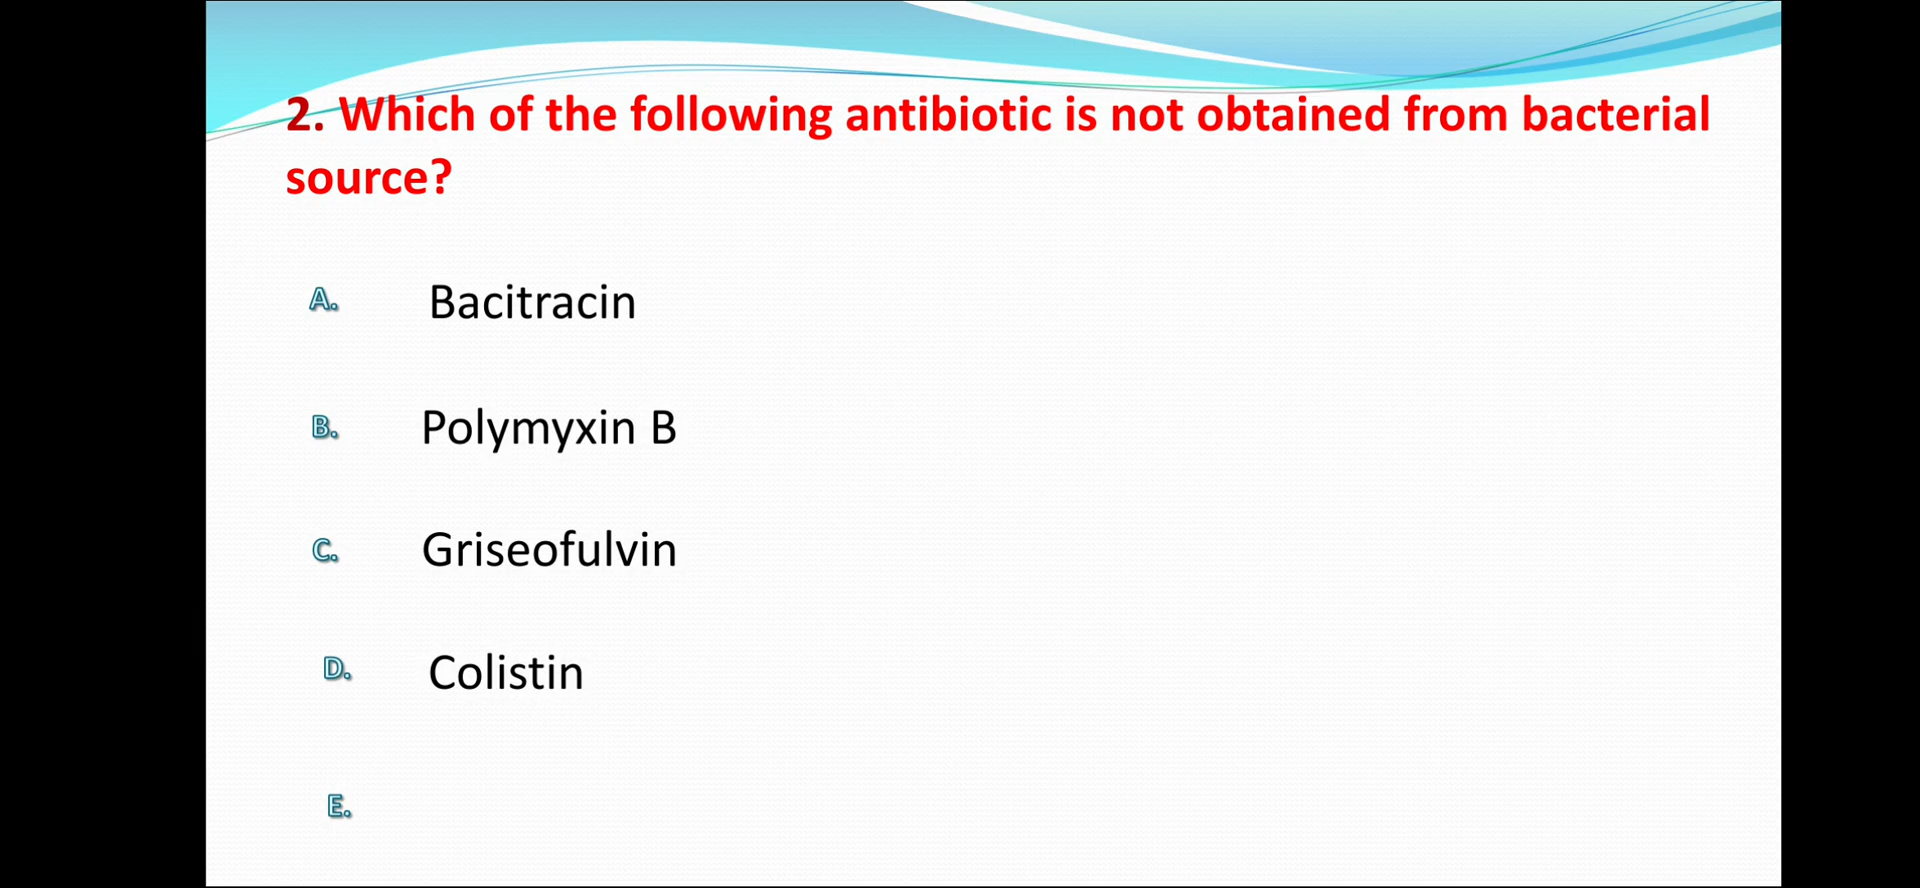 2. Which of the following antibiotic is not obtained from bacterial
source?
A. Bacitracin
B. Polymyxin B
C. Griseofulvin
D. Colistin
E.